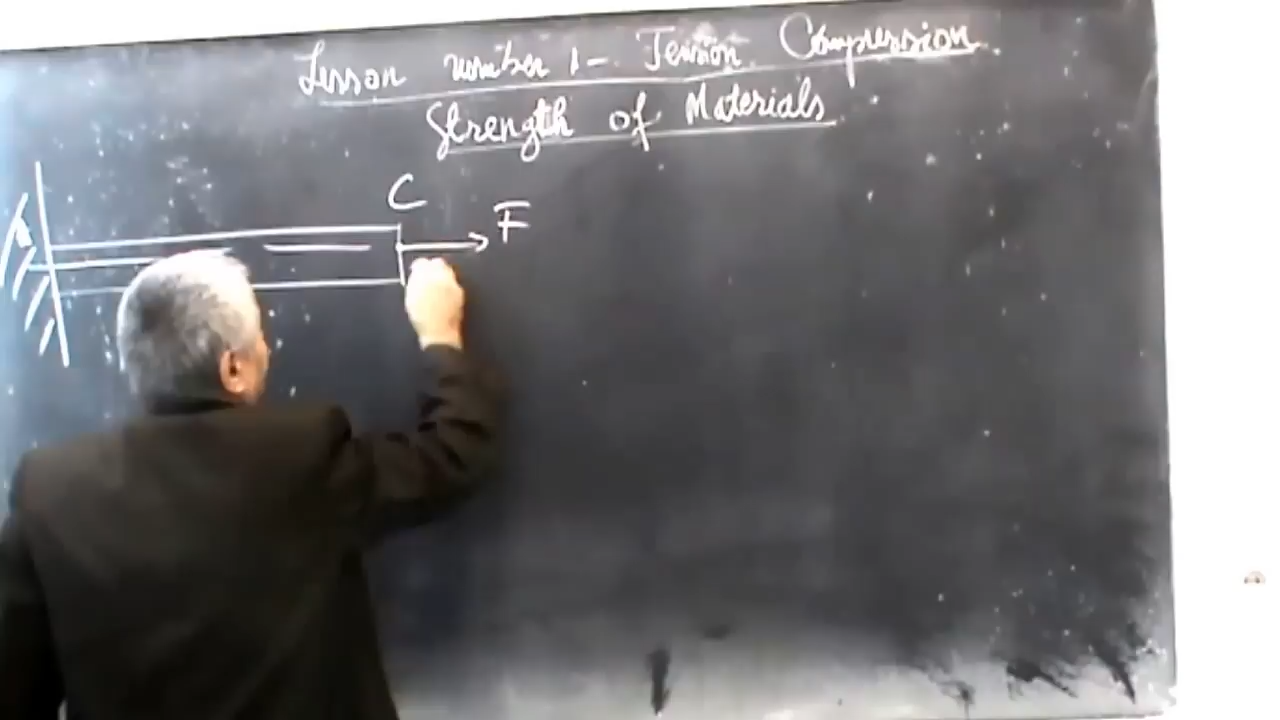 Lesson number 1- Tension Compression
Strength of Materials
C
F